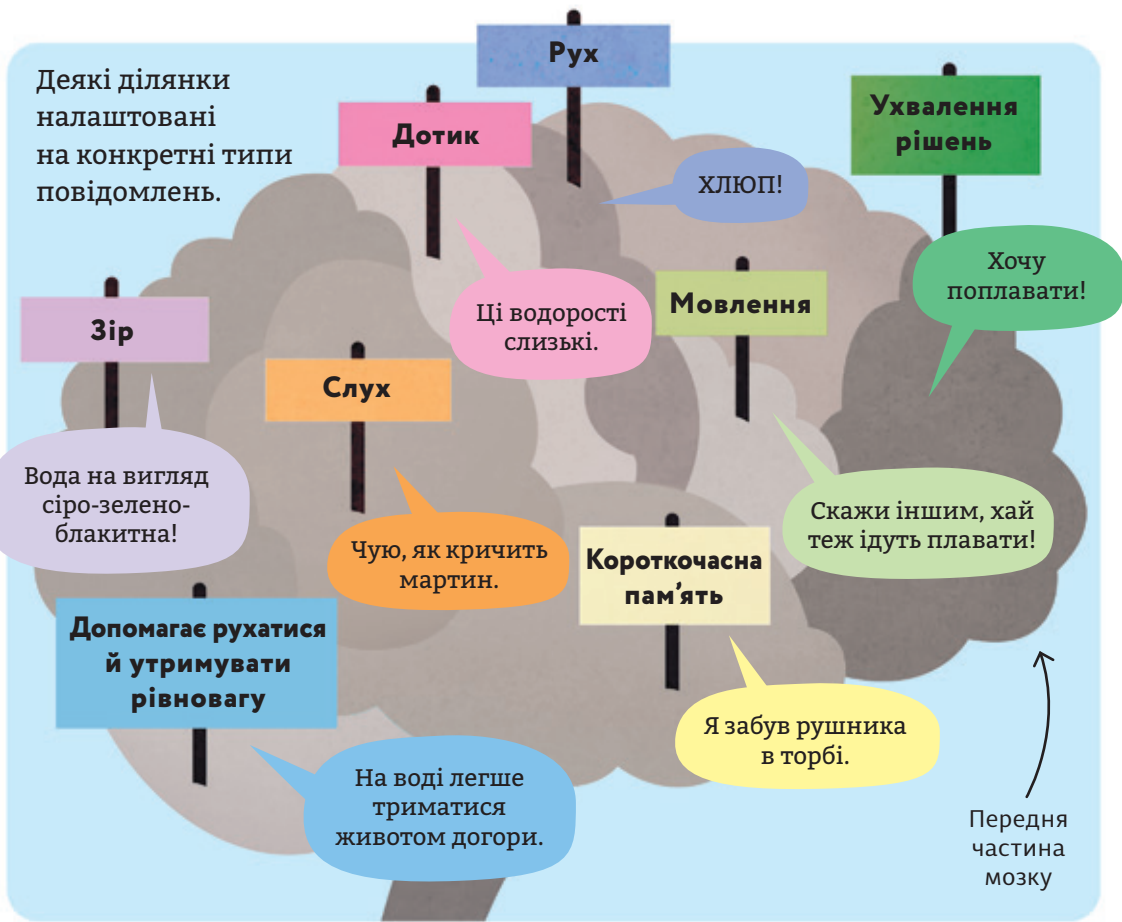 Деякі ділянки
налаштовані
на конкретні типи
повідомлень.
Рух
ХЛЮП!
Дотик
Ці водорості
слизькі.
Ухвалення
рішень
Хочу
поплавати!
Зір
Вода на вигляд
сіро-зелено-
блакитна!
Слух
Чую, як кричить
мартин.
Мовлення
Скажи іншим, хай
теж ідуть плавати!
Короткочасна
пам’ять
Я забув рушника
в торбі.
Допомагає рухатися
й утримувати
рівновагу
На воді легше
триматися
животом догори.
Передня
частина
мозку